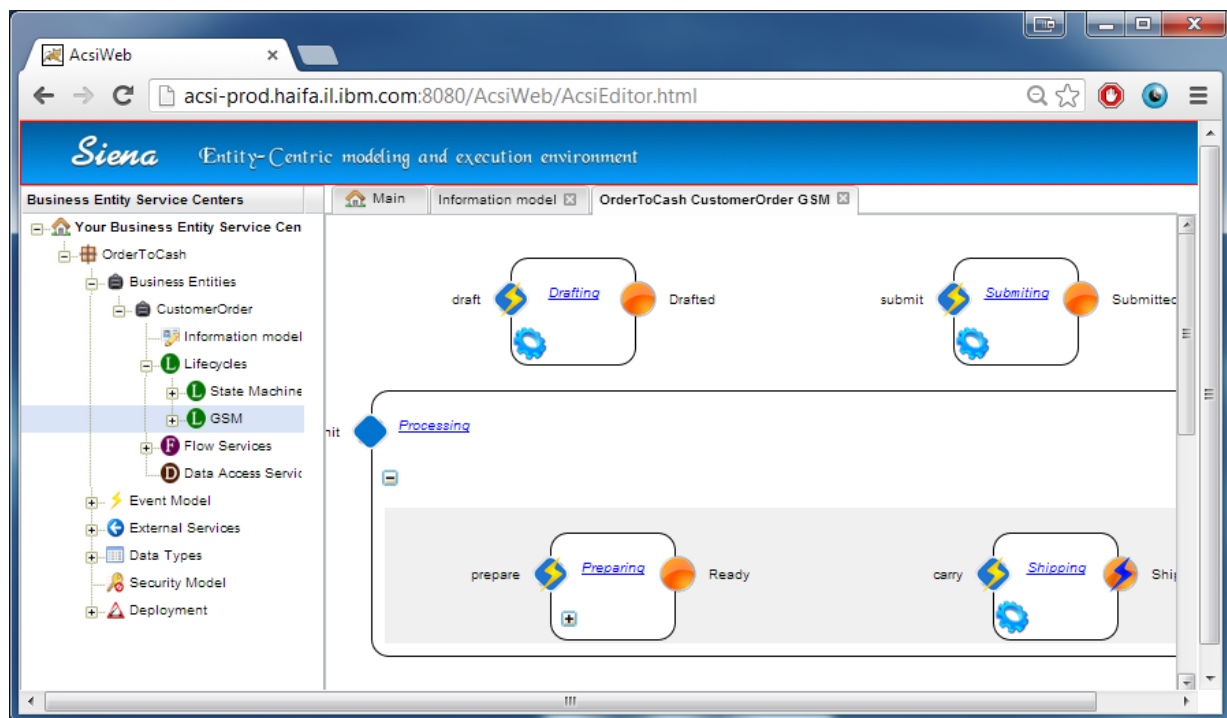 AcsiWeb
acsi-prod.haifa.il.ibm.com:8080/AcsiWeb/AcsiEditor.html
Siena Entity-Centric modeling and execution environment
Business Entity Service Centers
Main
Information model
OrderToCash CustomerOrder GSM
Your Business Entity Service Cen
OrderToCash
Business Entities
CustomerOrder
Information model
L Lifecycles
L State Machine
L GSM
F Flow Services
D Data Access Servic
Event Model
External Services
Data Types
Security Model
Deployment
draft
Drafting
Drafted
submit
Submiting
Submitted
nit
Processing
prepare
Preparing
Ready
carry
Shipping
Ship